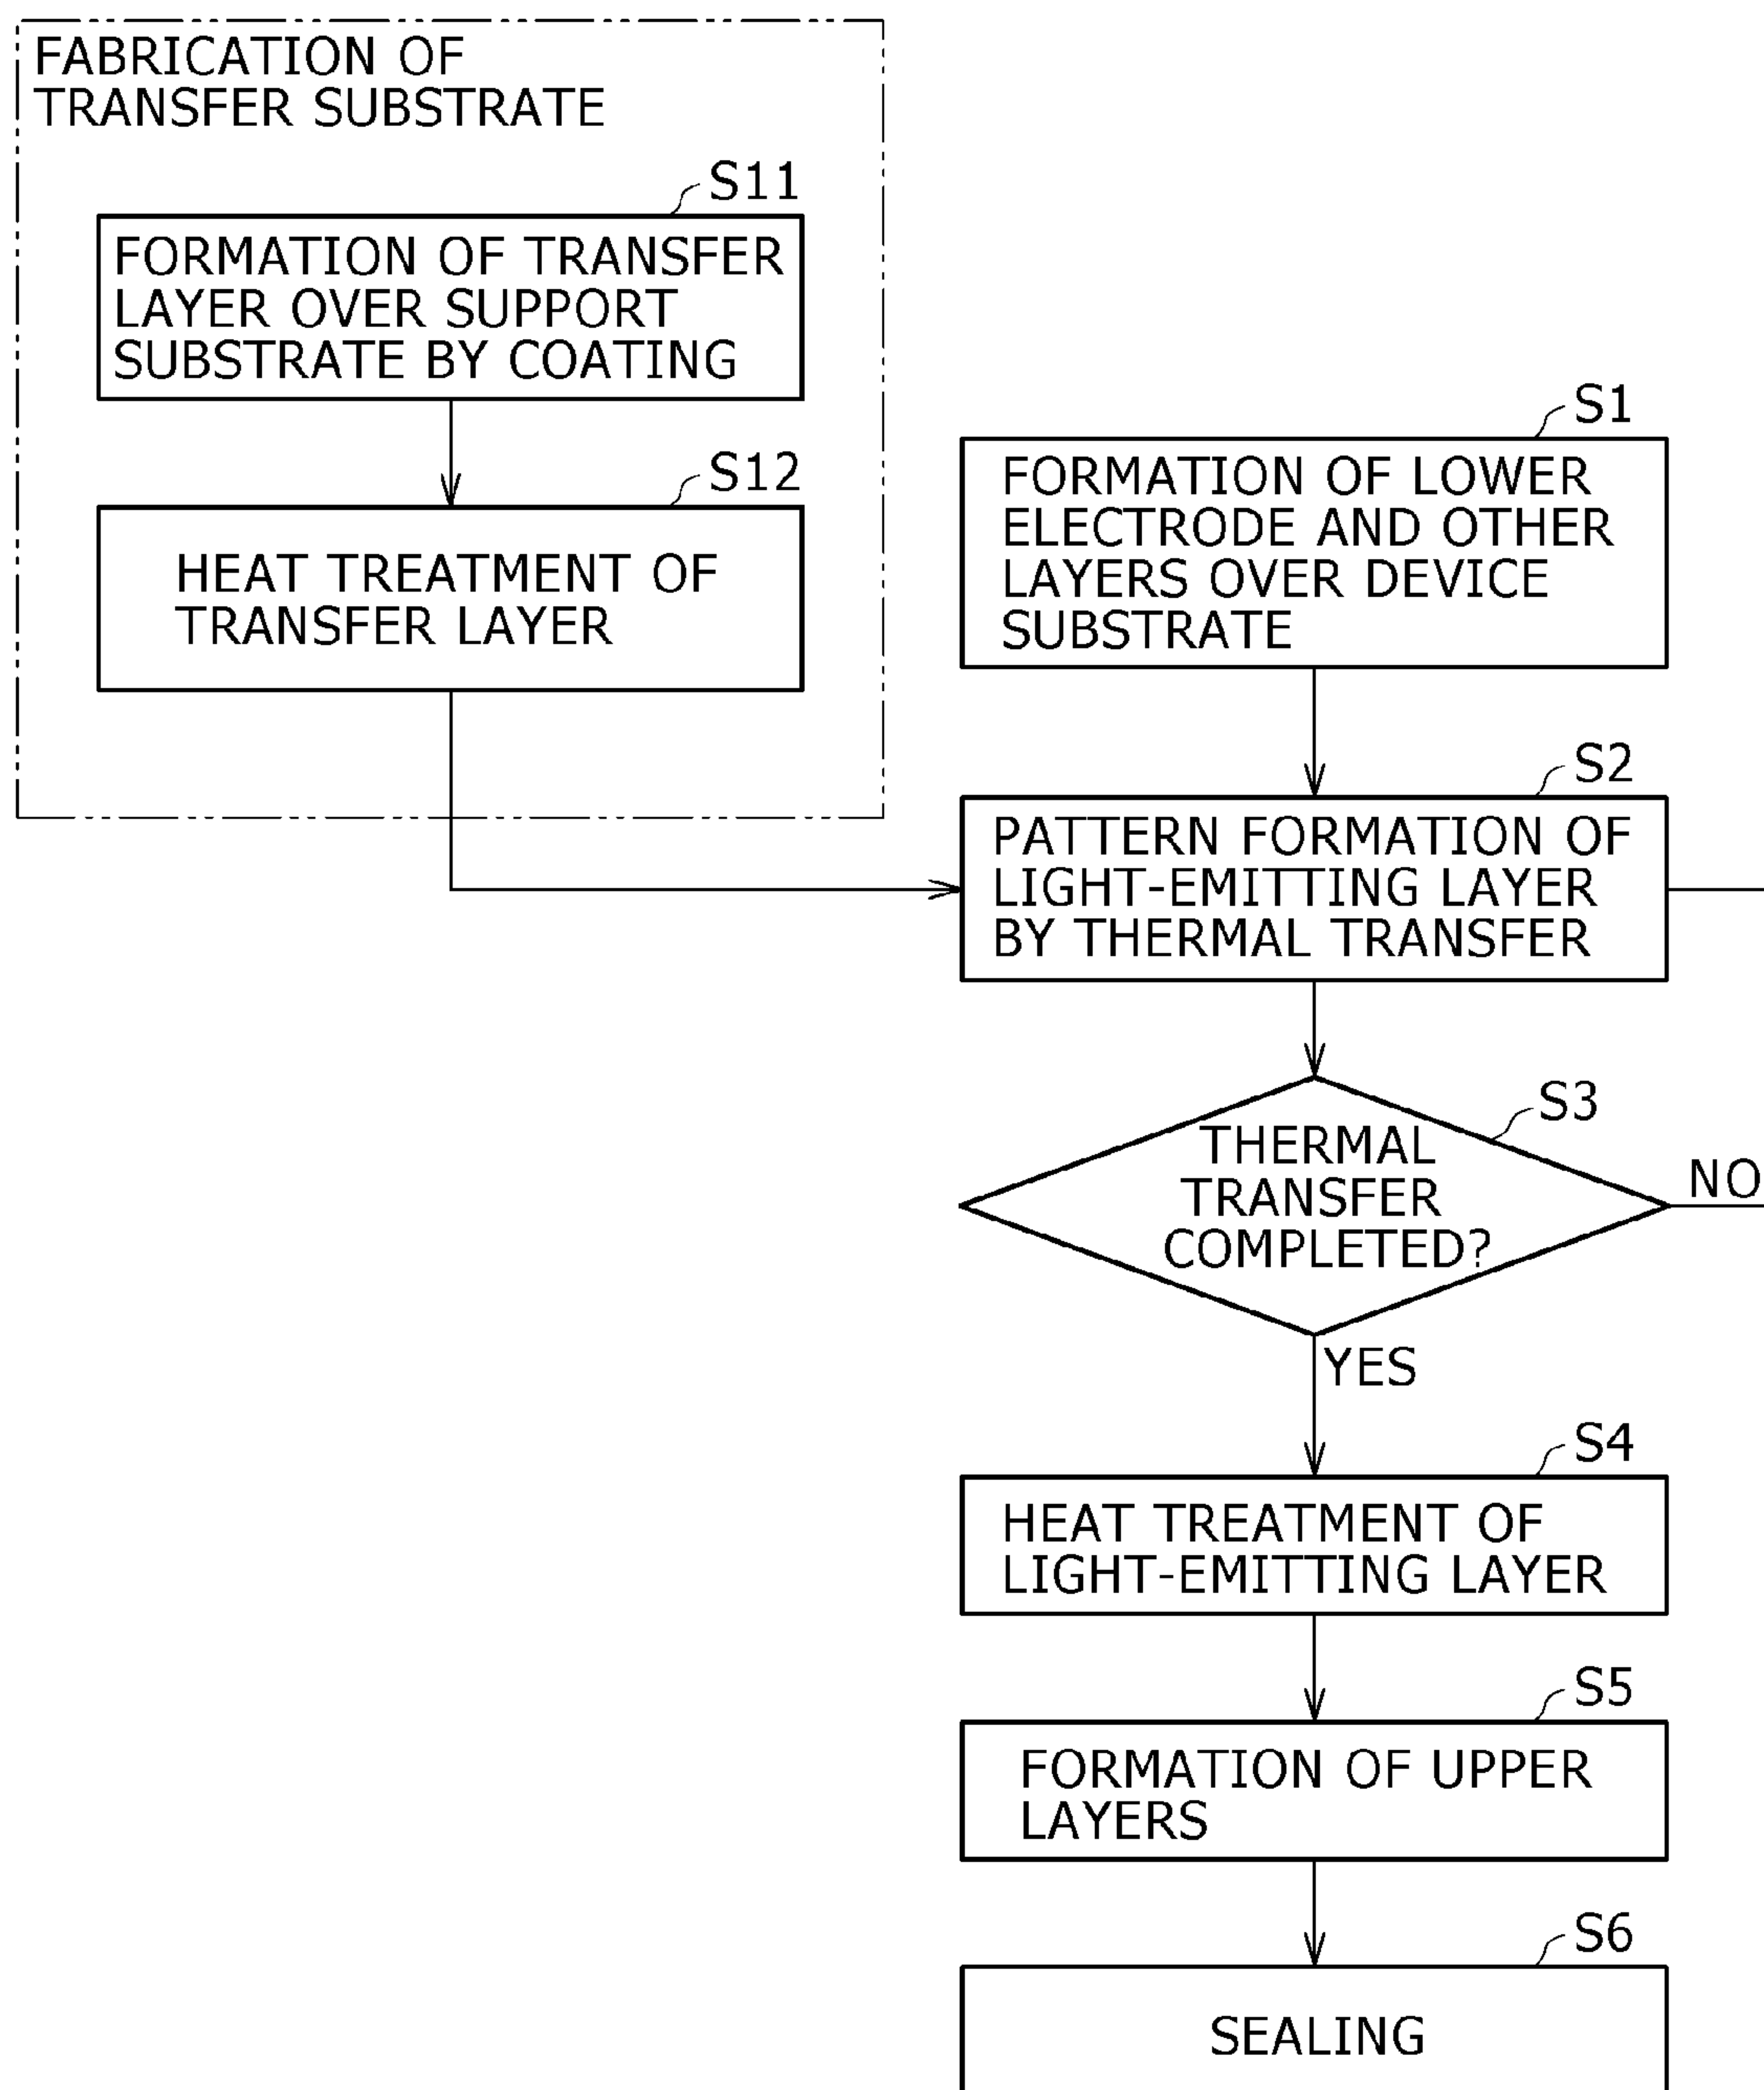 FABRICATION OF
TRANSFER SUBSTRATE
S11
FORMATION OF TRANSFER
LAYER OVER SUPPORT
SUBSTRATE BY COATING
S12
HEAT TREATMENT OF
TRANSFER LAYER
S1
FORMATION OF LOWER
ELECTRODE AND OTHER
LAYERS OVER DEVICE
SUBSTRATE
S2
PATTERN FORMATION OF
LIGHT-EMITTING LAYER
BY THERMAL TRANSFER
S3
THERMAL
TRANSFER
COMPLETED?
NO
YES
S4
HEAT TREATMENT OF
LIGHT-EMITTING LAYER
S5
FORMATION OF UPPER
LAYERS
S6
SEALING